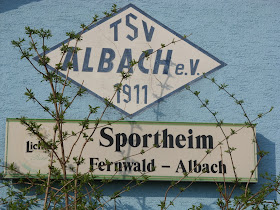 TSV
ALBACH e.V.
1911
Sportheim
Fernwald - Albach